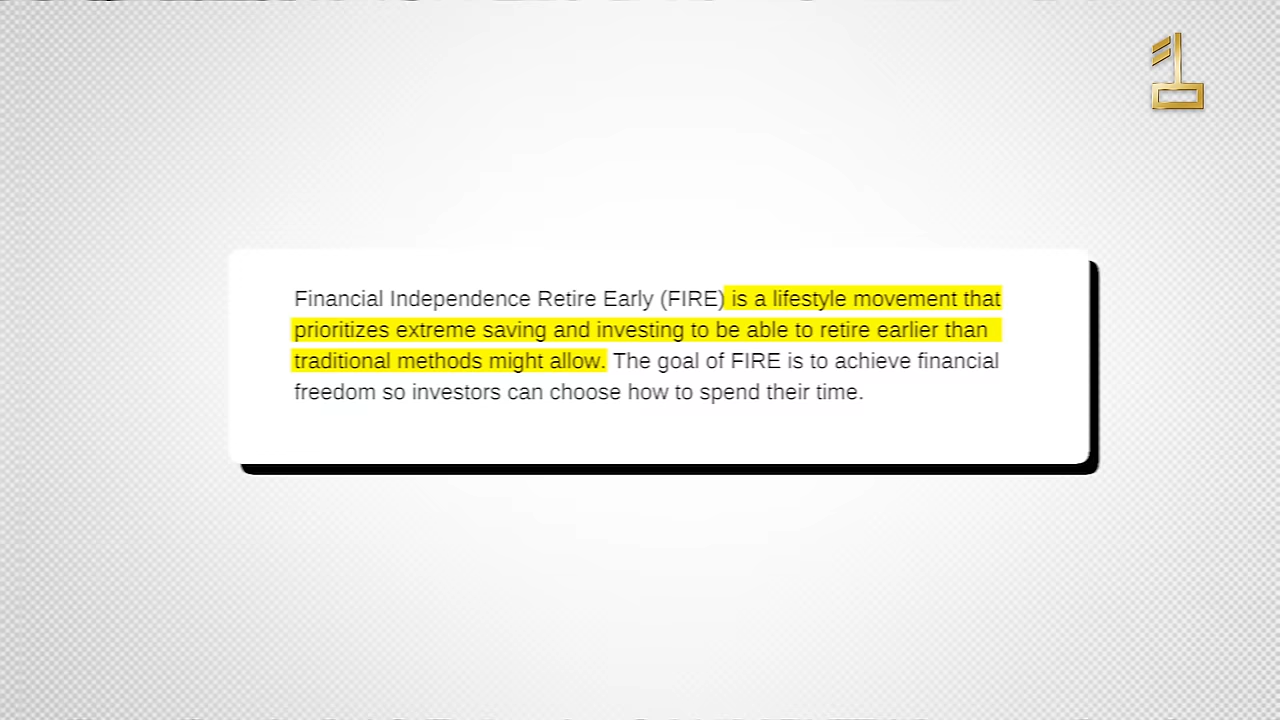 Financial Independence Retire Early (FIRE) is a lifestyle movement that
prioritizes extreme saving and investing to be able to retire earlier than
traditional methods might allow. The goal of FIRE is to achieve financial
freedom so investors can choose how to spend their time.